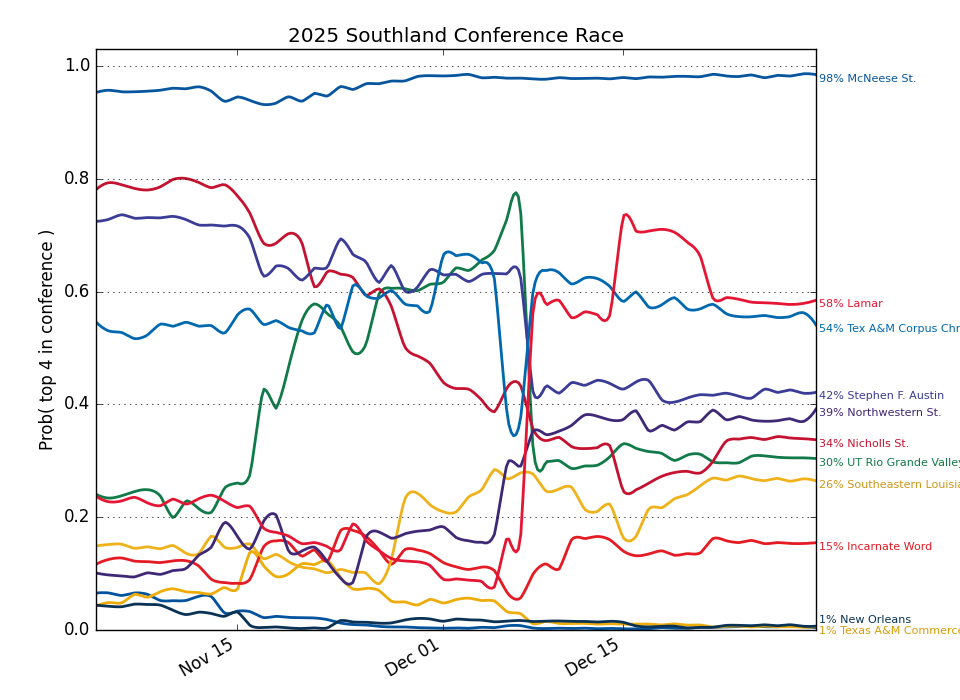 2025 Southland Conference Race
Prob( top 4 in conference )
1.0
0.8
0.6
0.4
0.2
0.0
Nov 15
Dec 01
Dec 15
98% McNeese St.
58% Lamar
54% Tex A&M Corpus Chr
42% Stephen F. Austin
39% Northwestern St.
34% Nicholls St.
30% UT Rio Grande Valley
26% Southeastern Louisia
15% Incarnate Word
1% New Orleans
1% Texas A&M Commerce